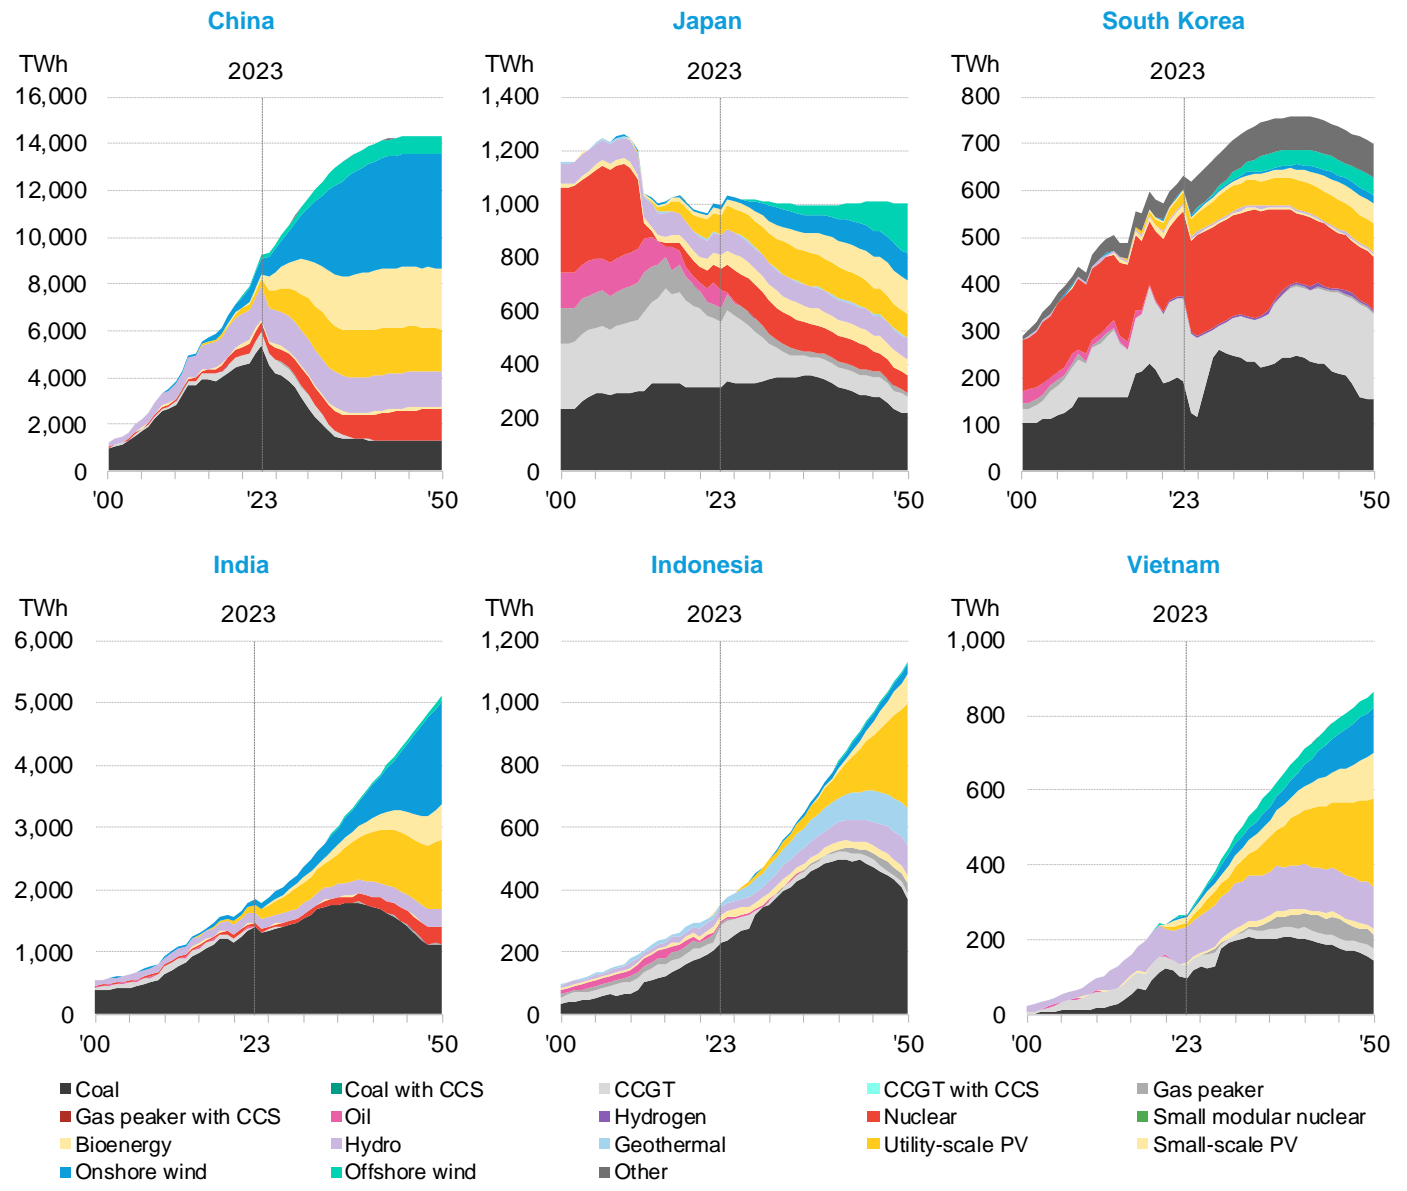 China
Japan
South Korea
TWh
2023
16,000
14,000
12,000
10,000
8,000
6,000
4,000
2,000
0
'00
'23
'50
TWh
2023
1,400
1,200
1,000
800
600
400
200
0
'00
'23
'50
TWh
2023
800
700
600
500
400
300
200
100
0
'00
'23
'50
India
Indonesia
Vietnam
TWh
2023
6,000
5,000
4,000
3,000
2,000
1,000
0
'00
'23
'50
TWh
2023
1,200
1,000
800
600
400
200
0
'00
'23
'50
TWh
2023
1,000
800
600
400
200
0
'00
'23
'50
Coal
Coal with CCS
CCGT
CCGT with CCS
Gas peaker
Gas peaker with CCS
Oil
Hydrogen
Nuclear
Small modular nuclear
Bioenergy
Hydro
Geothermal
Utility-scale PV
Small-scale PV
Onshore wind
Offshore wind
Other